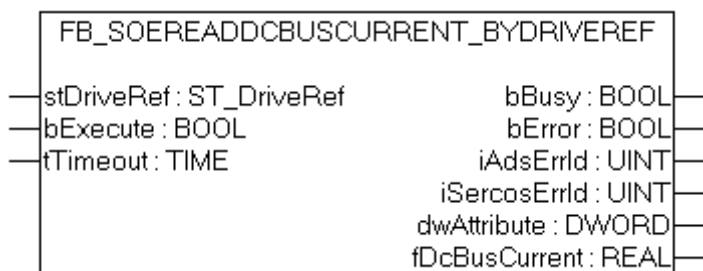 FB_SOEREADDCBUSCURRENT_BYDRIVEREF
stDriveRef : ST_DriveRef bBusy : BOOL
bExecute : BOOL bError : BOOL
tTimeout : TIME iAdsErrId : UINT
iSercosErrId : UINT
dwAttribute : DWORD
fDcBusCurrent : REAL